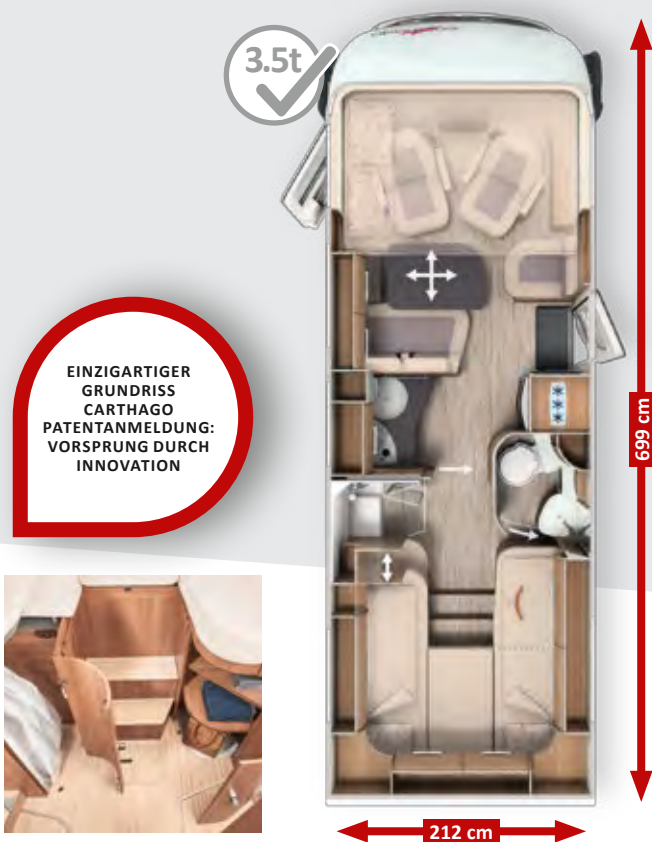 3.5t
EINZIGARTIGER
GRUNDRISS
CARTHAGO
PATENTANMELDUNG:
VORSPRUNG DURCH
INNOVATION
699 cm
212 cm